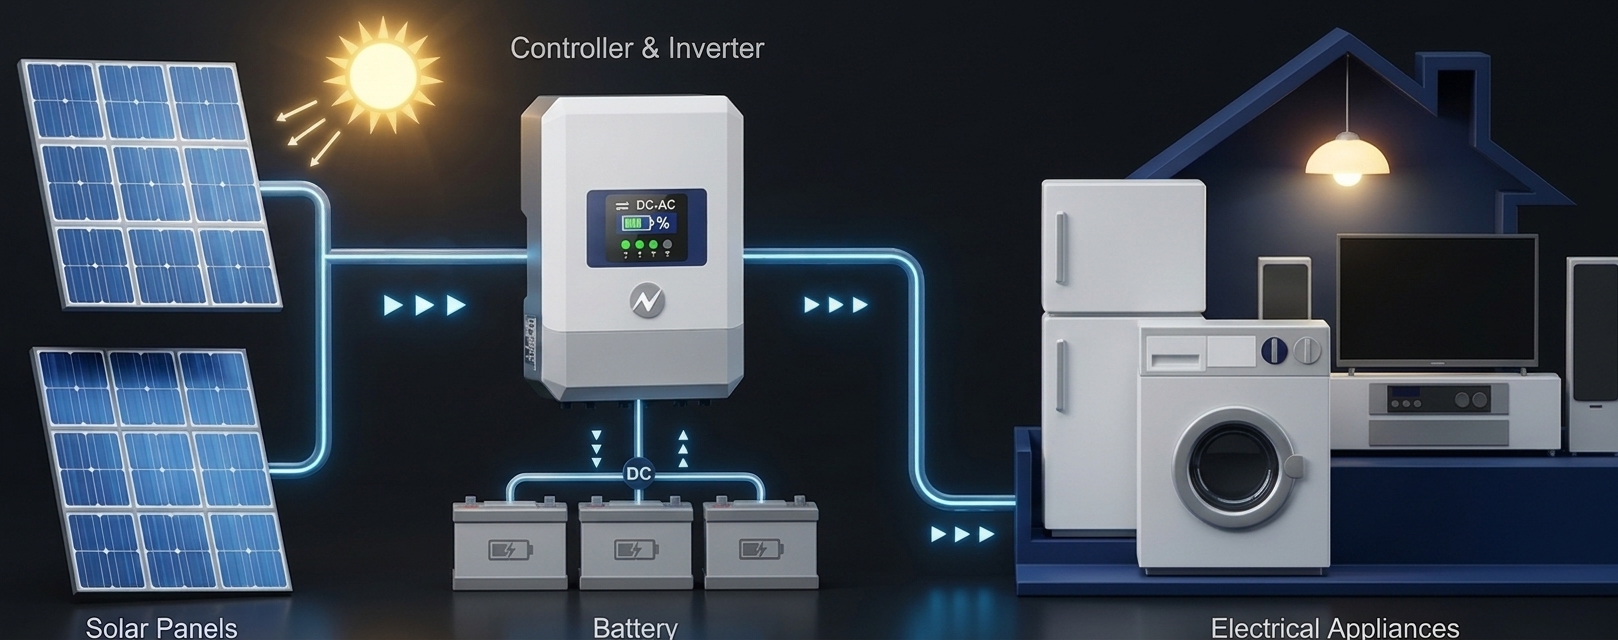 Controller & Inverter
DC-AC
%
DC
Solar Panels
Battery
Electrical Appliances